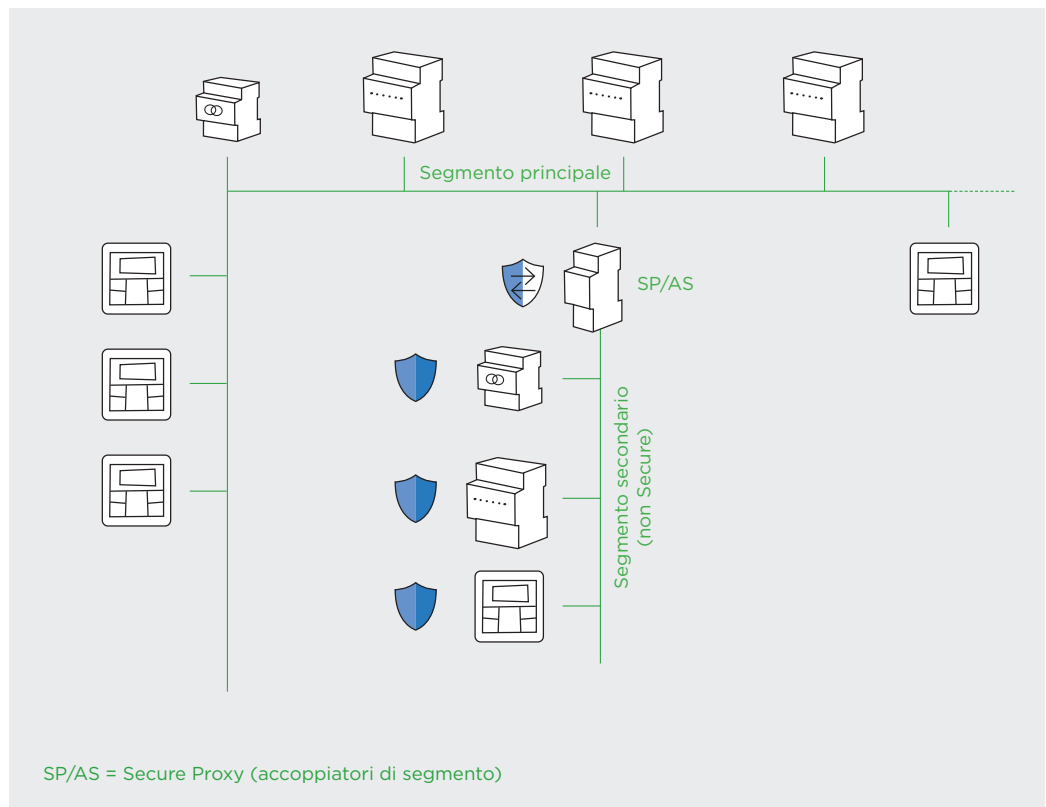 Segmento principale
SP/AS
Segmento secondario
(non Secure)
SP/AS = Secure Proxy (accoppiatori di segmento)